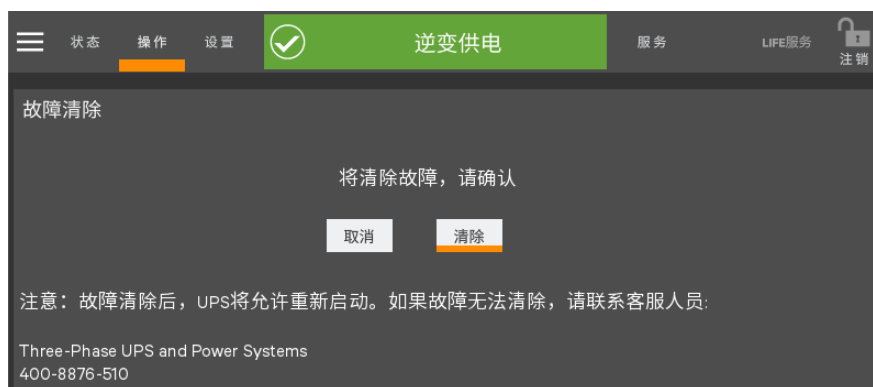 状态 操作 设置 逆变供电 服务 LIFE服务 1
注销
故障清除
将清除故障，请确认
取消 清除
注意：故障清除后，UPS将允许重新启动。如果故障无法清除，请联系客服人员:
Three-Phase UPS and Power Systems
400-8876-510